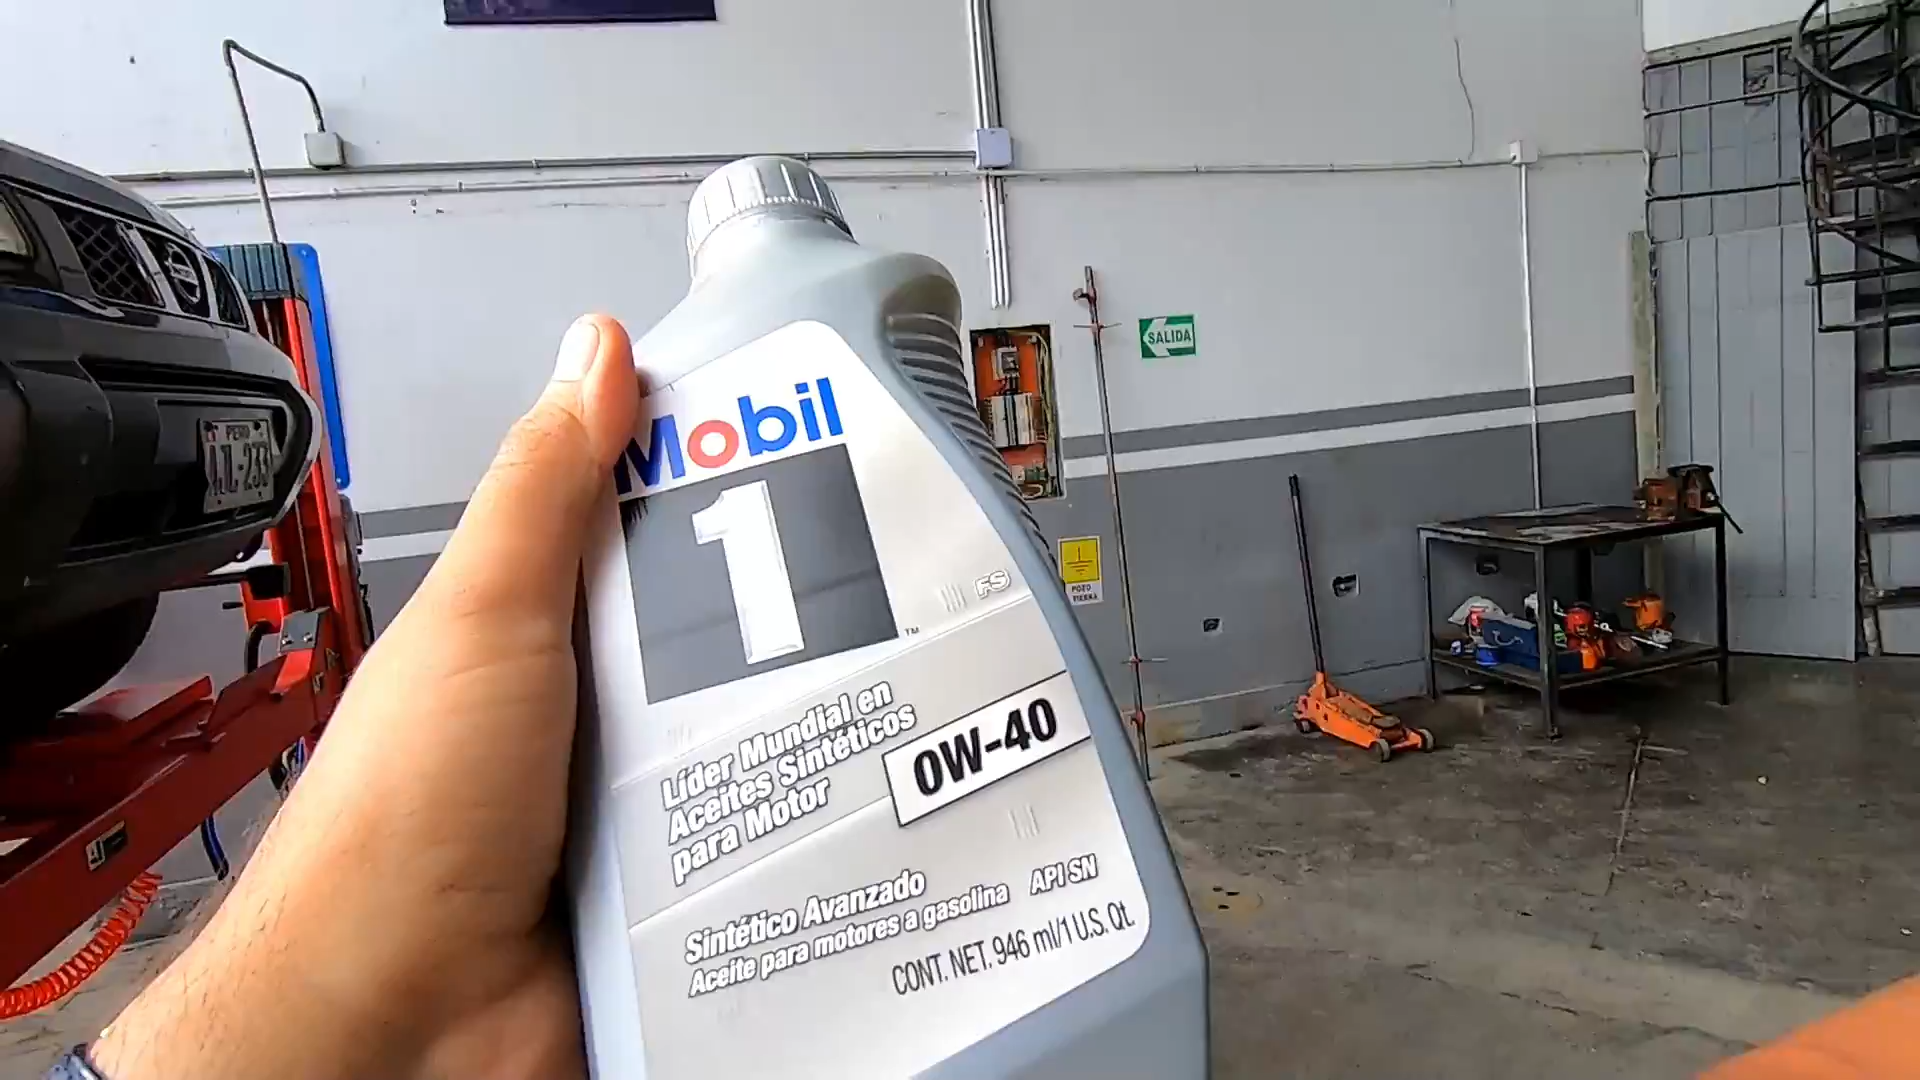 SALIDA
PERU
Mobil
1
FS
TM
POZO
TIERRA
Líder Mundial en
Aceites Sintéticos
para Motor
0W-40
Sintético Avanzado
Aceite para motores a gasolina API SN
CONT. NET. 946 ml/1 U.S. Qt.